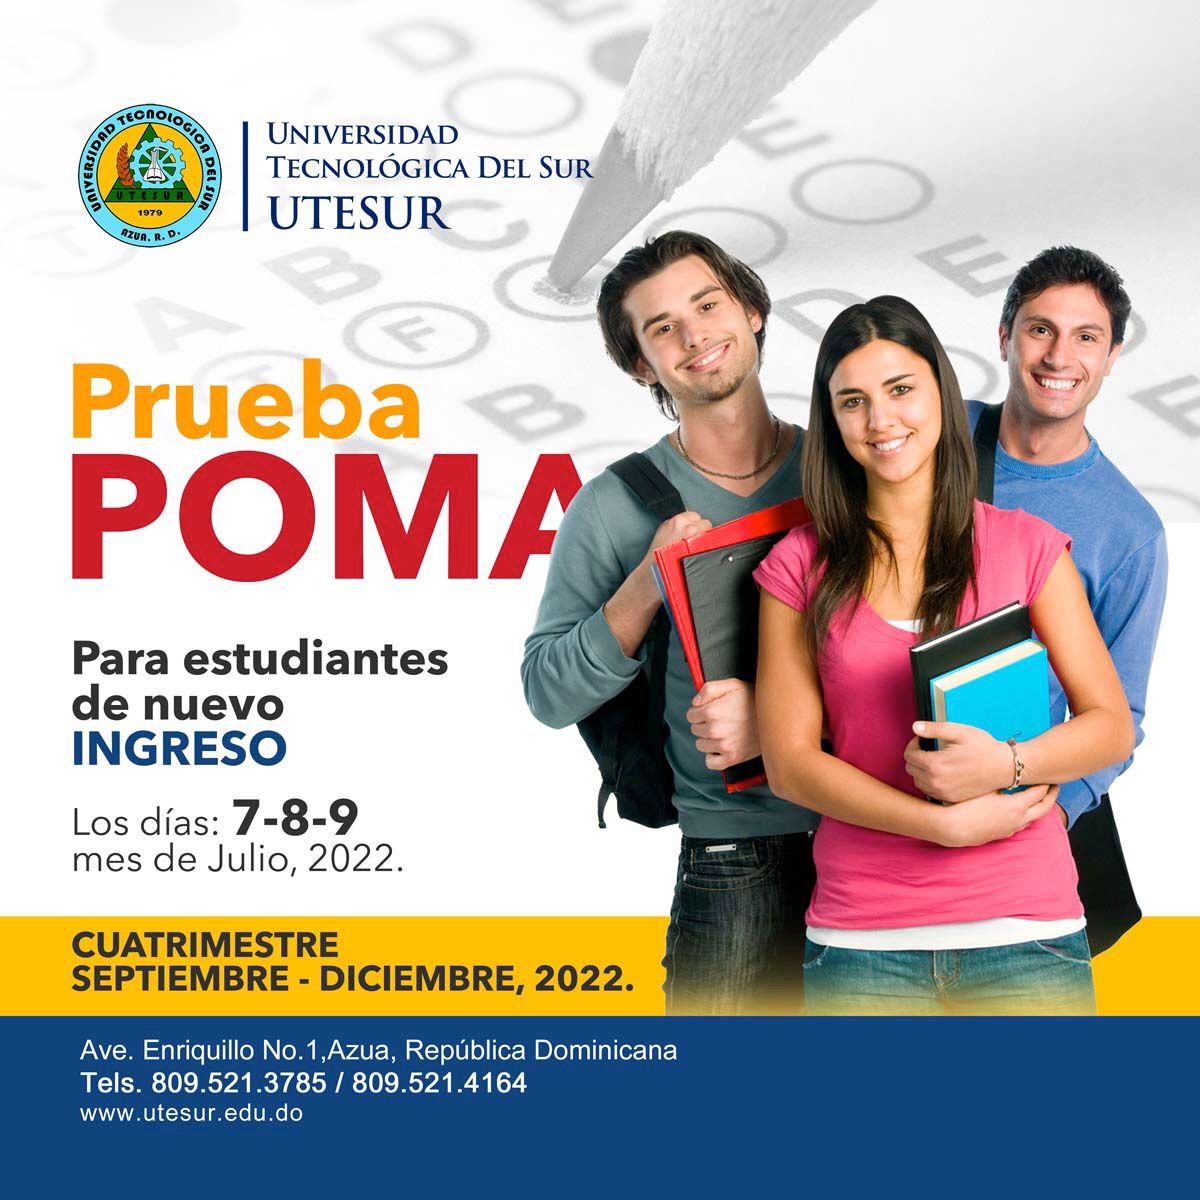 UNIVERSIDAD TECNOLOGICA DEL SUR
UTESUR
1979
AZUA. R. D.
UNIVERSIDAD
TECNOLÓGICA DEL SUR
UTESUR
Prueba
POMA
Para estudiantes
de nuevo
INGRESO
Los días: 7-8-9
mes de Julio, 2022.
CUATRIMESTRE
SEPTIEMBRE - DICIEMBRE, 2022.
Ave. Enriquillo No.1,Azua, República Dominicana
Tels. 809.521.3785 / 809.521.4164
www.utesur.edu.do